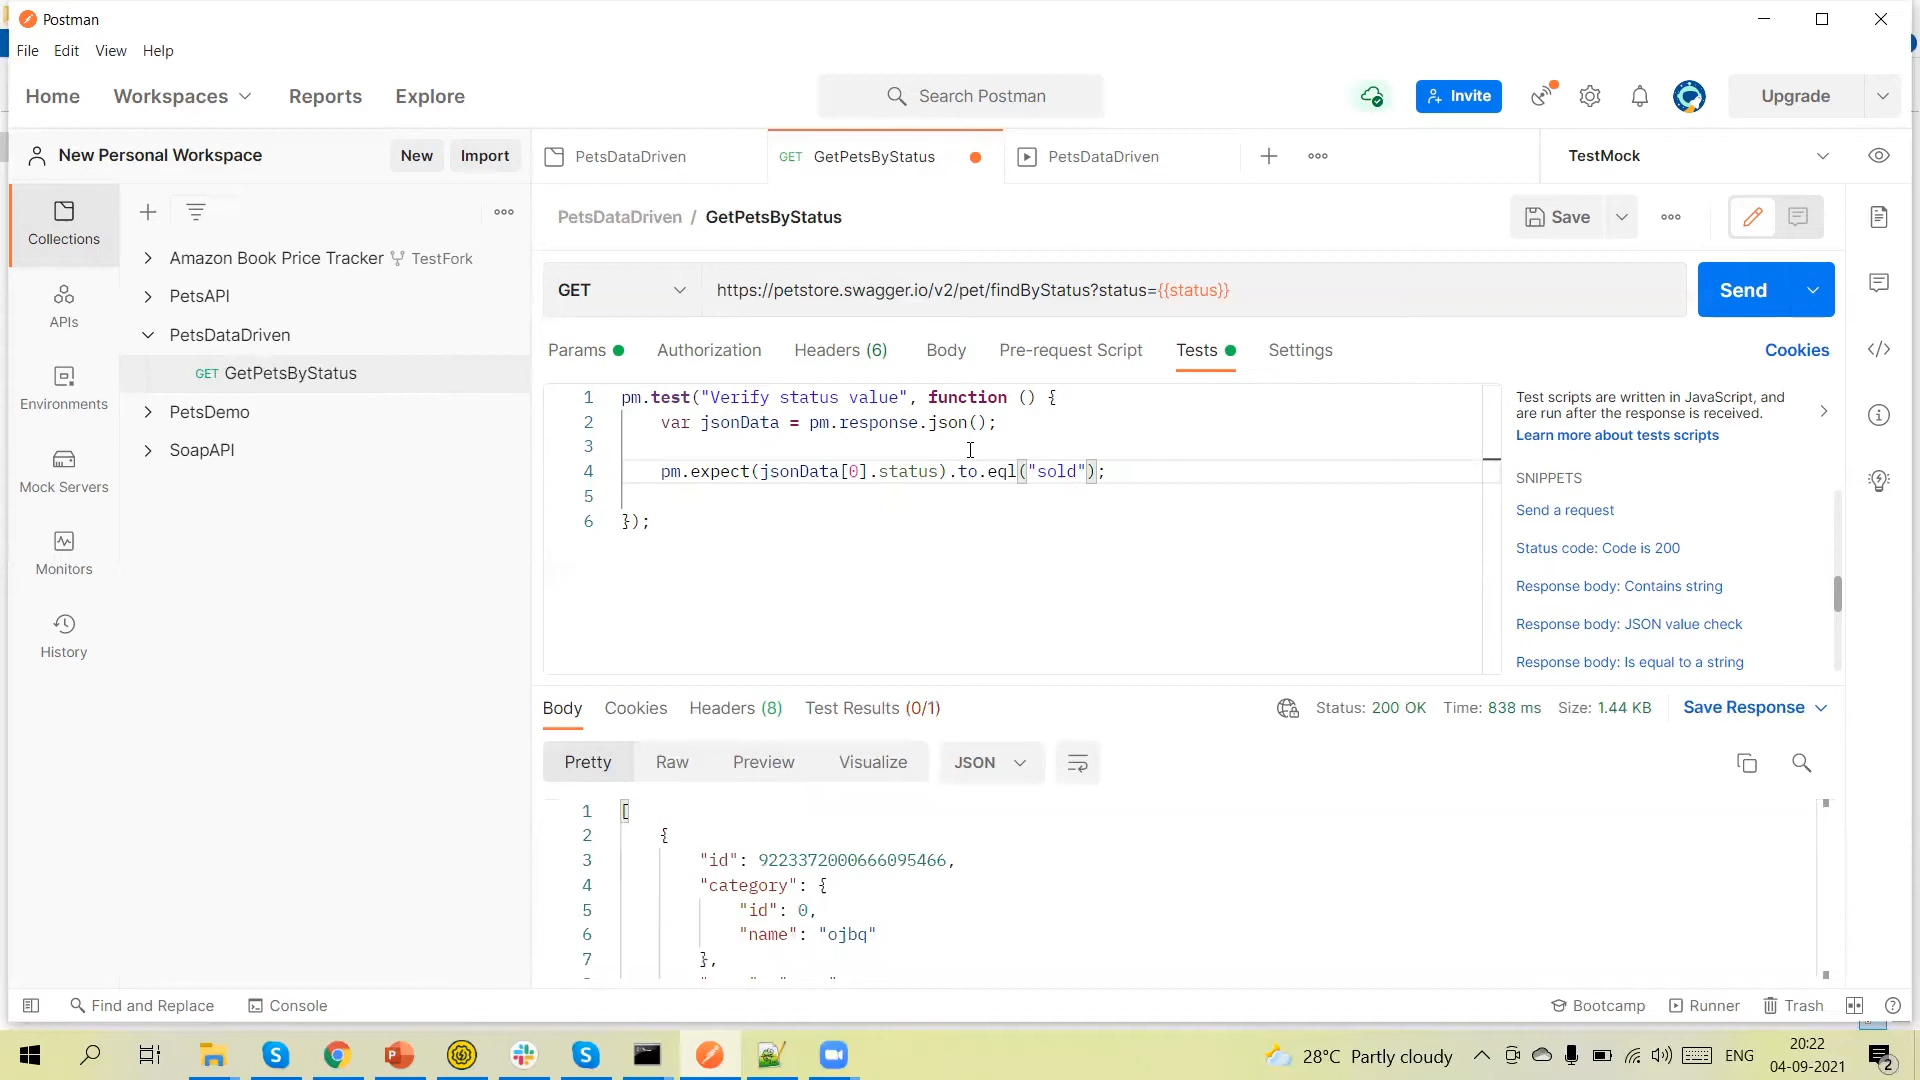 Postman
File Edit View Help
Home Workspaces Reports Explore
Search Postman
Invite
Upgrade
New Personal Workspace
New Import
PetsDataDriven
GET GetPetsByStatus
PetsDataDriven
TestMock
Collections
APIs
Environments
Mock Servers
Monitors
History
Amazon Book Price Tracker TestFork
PetsAPI
PetsDataDriven
GET GetPetsByStatus
PetsDemo
SoapAPI
PetsDataDriven / GetPetsByStatus
Save
GET
https://petstore.swagger.io/v2/pet/findByStatus?status={{status}}
Send
Params Authorization Headers (6) Body Pre-request Script Tests Settings
Cookies
1 pm.test("Verify status value", function () {
2 var jsonData = pm.response.json();
3
4 pm.expect(jsonData[0].status).to.eql("sold");
5
6 });
Test scripts are written in JavaScript, and
are run after the response is received.
Learn more about tests scripts
SNIPPETS
Send a request
Status code: Code is 200
Response body: Contains string
Response body: JSON value check
Response body: Is equal to a string
Body Cookies Headers (8) Test Results (0/1)
Status: 200 OK Time: 838 ms Size: 1.44 KB
Save Response
Pretty Raw Preview Visualize JSON
1 [
2 {
3 "id": 9223372000666095466,
4 "category": {
5 "id": 0,
6 "name": "ojbq"
7 },
Find and Replace Console
Bootcamp Runner Trash
28°C Partly cloudy
ENG
20:22
04-09-2021
2